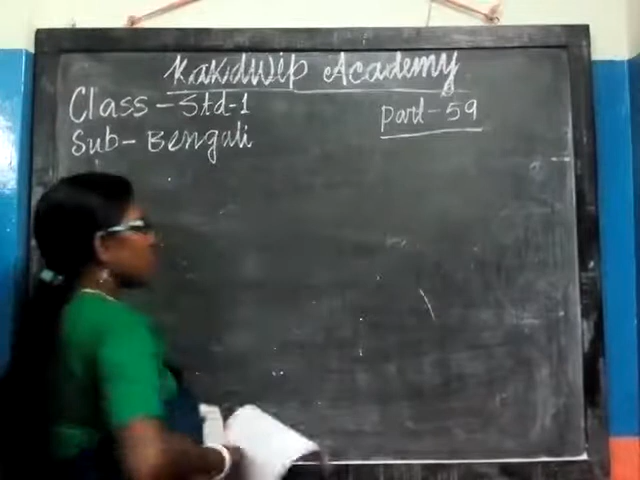 Kakdwip Academy
Class - Std-1
Part - 59
Sub - Bengali